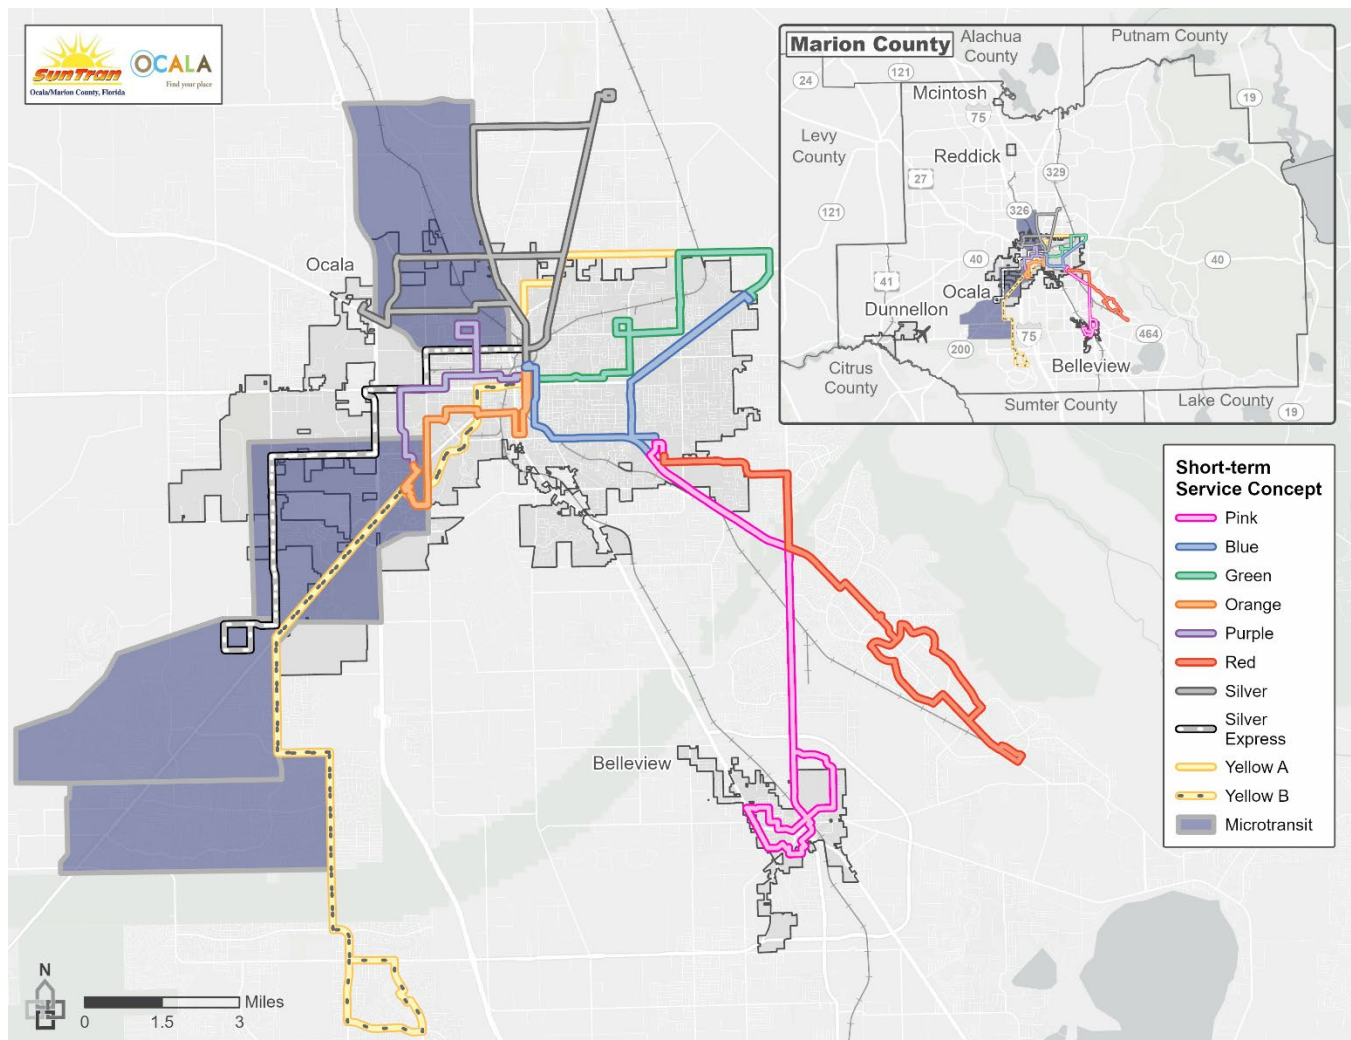 SunTran
Ocala/Marion County, Florida
OCALA
Find your place
Marion County
Alachua
County
Putnam County
24
121
19
Mcintosh
75
Levy
County
Reddick
329
27
121
326
40
40
41
Ocala
Dunnellon
75
464
200
Belleview
Citrus
County
Sumter County
Lake County
19
Ocala
Belleview
Short-term
Service Concept
Pink
Blue
Green
Orange
Purple
Red
Silver
Silver
Express
Yellow A
Yellow B
Microtransit
N
Miles
0 1.5 3